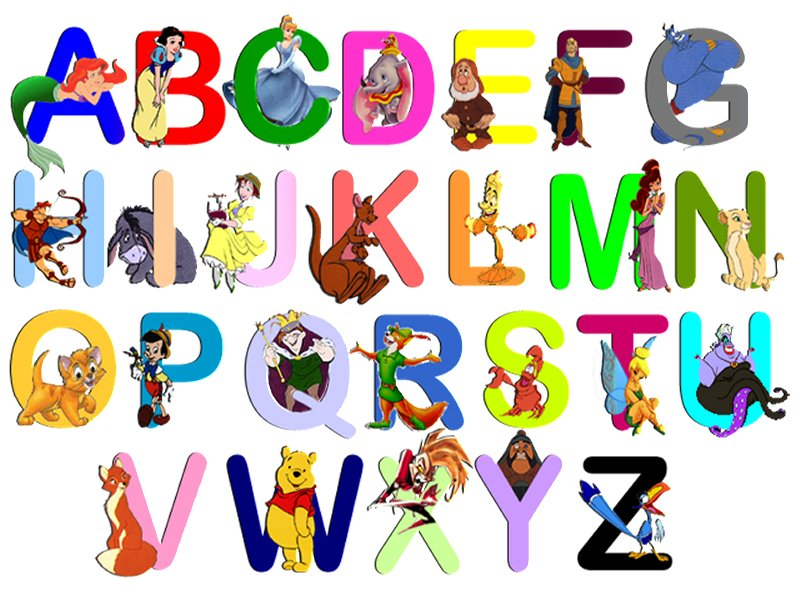 ABCDEFG
HIJKLMN
OPQRSTU
VWXYZ